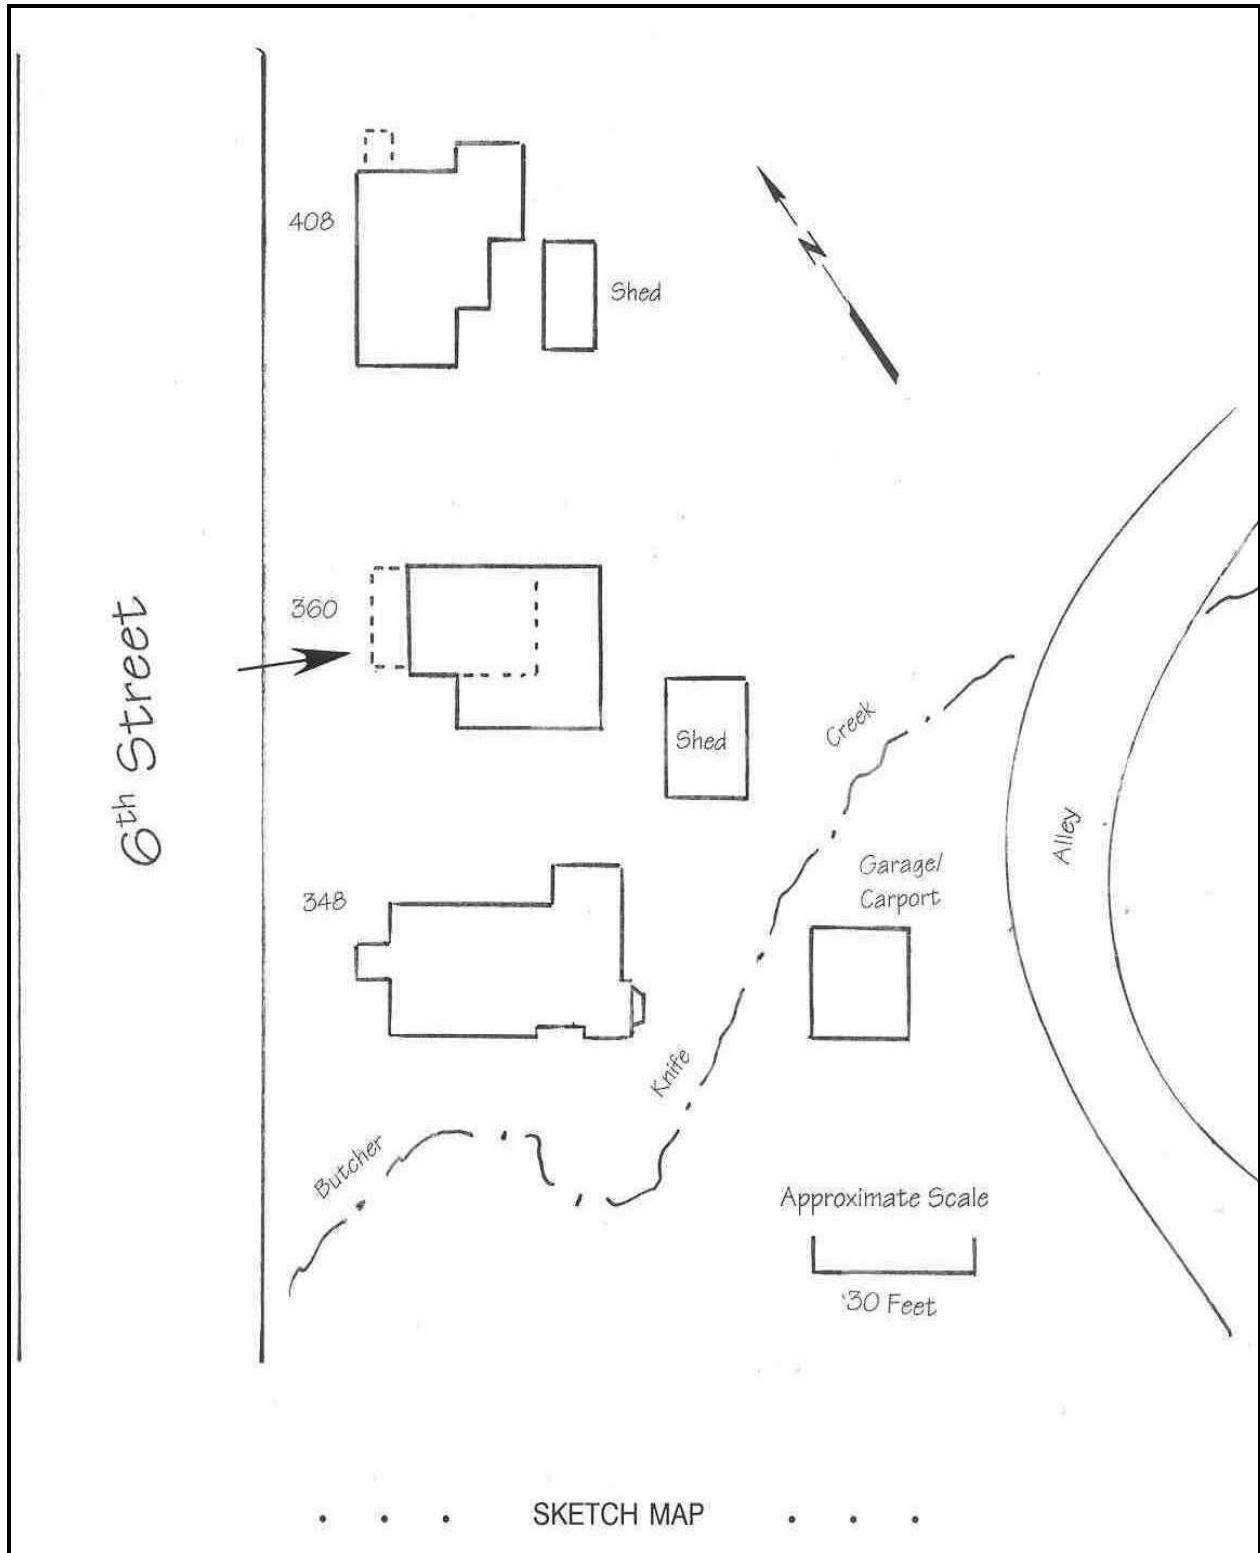 408
Shed
N
360
6th Street
Shed
Creek
Alley
Garage/
Carport
348
Knife
Butcher
Approximate Scale
'30 Feet
SKETCH MAP